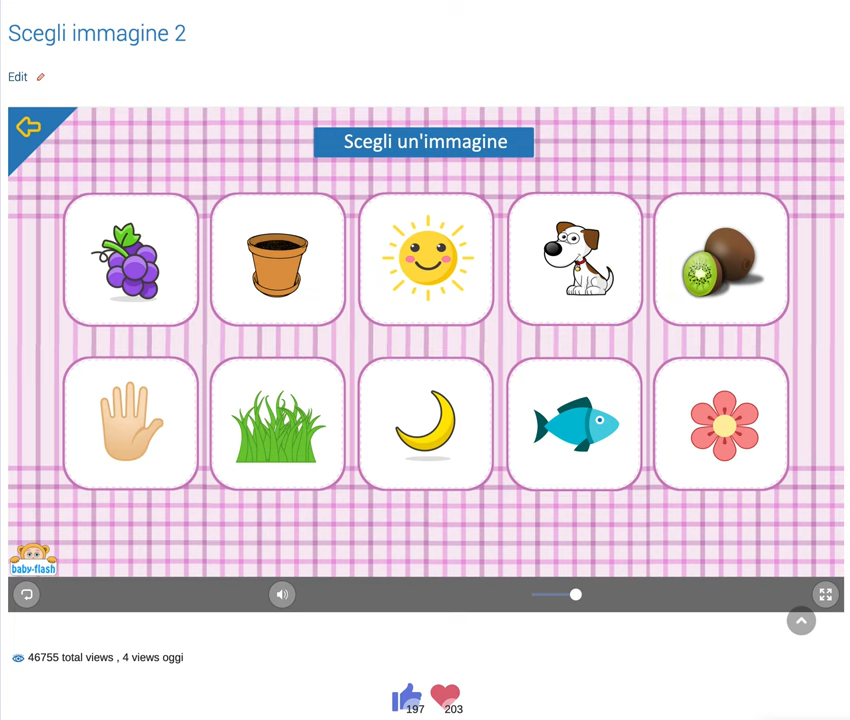 Scegli immagine 2
Edit
Scegli un'immagine
baby-flash
46755 total views , 4 views oggi
197 203